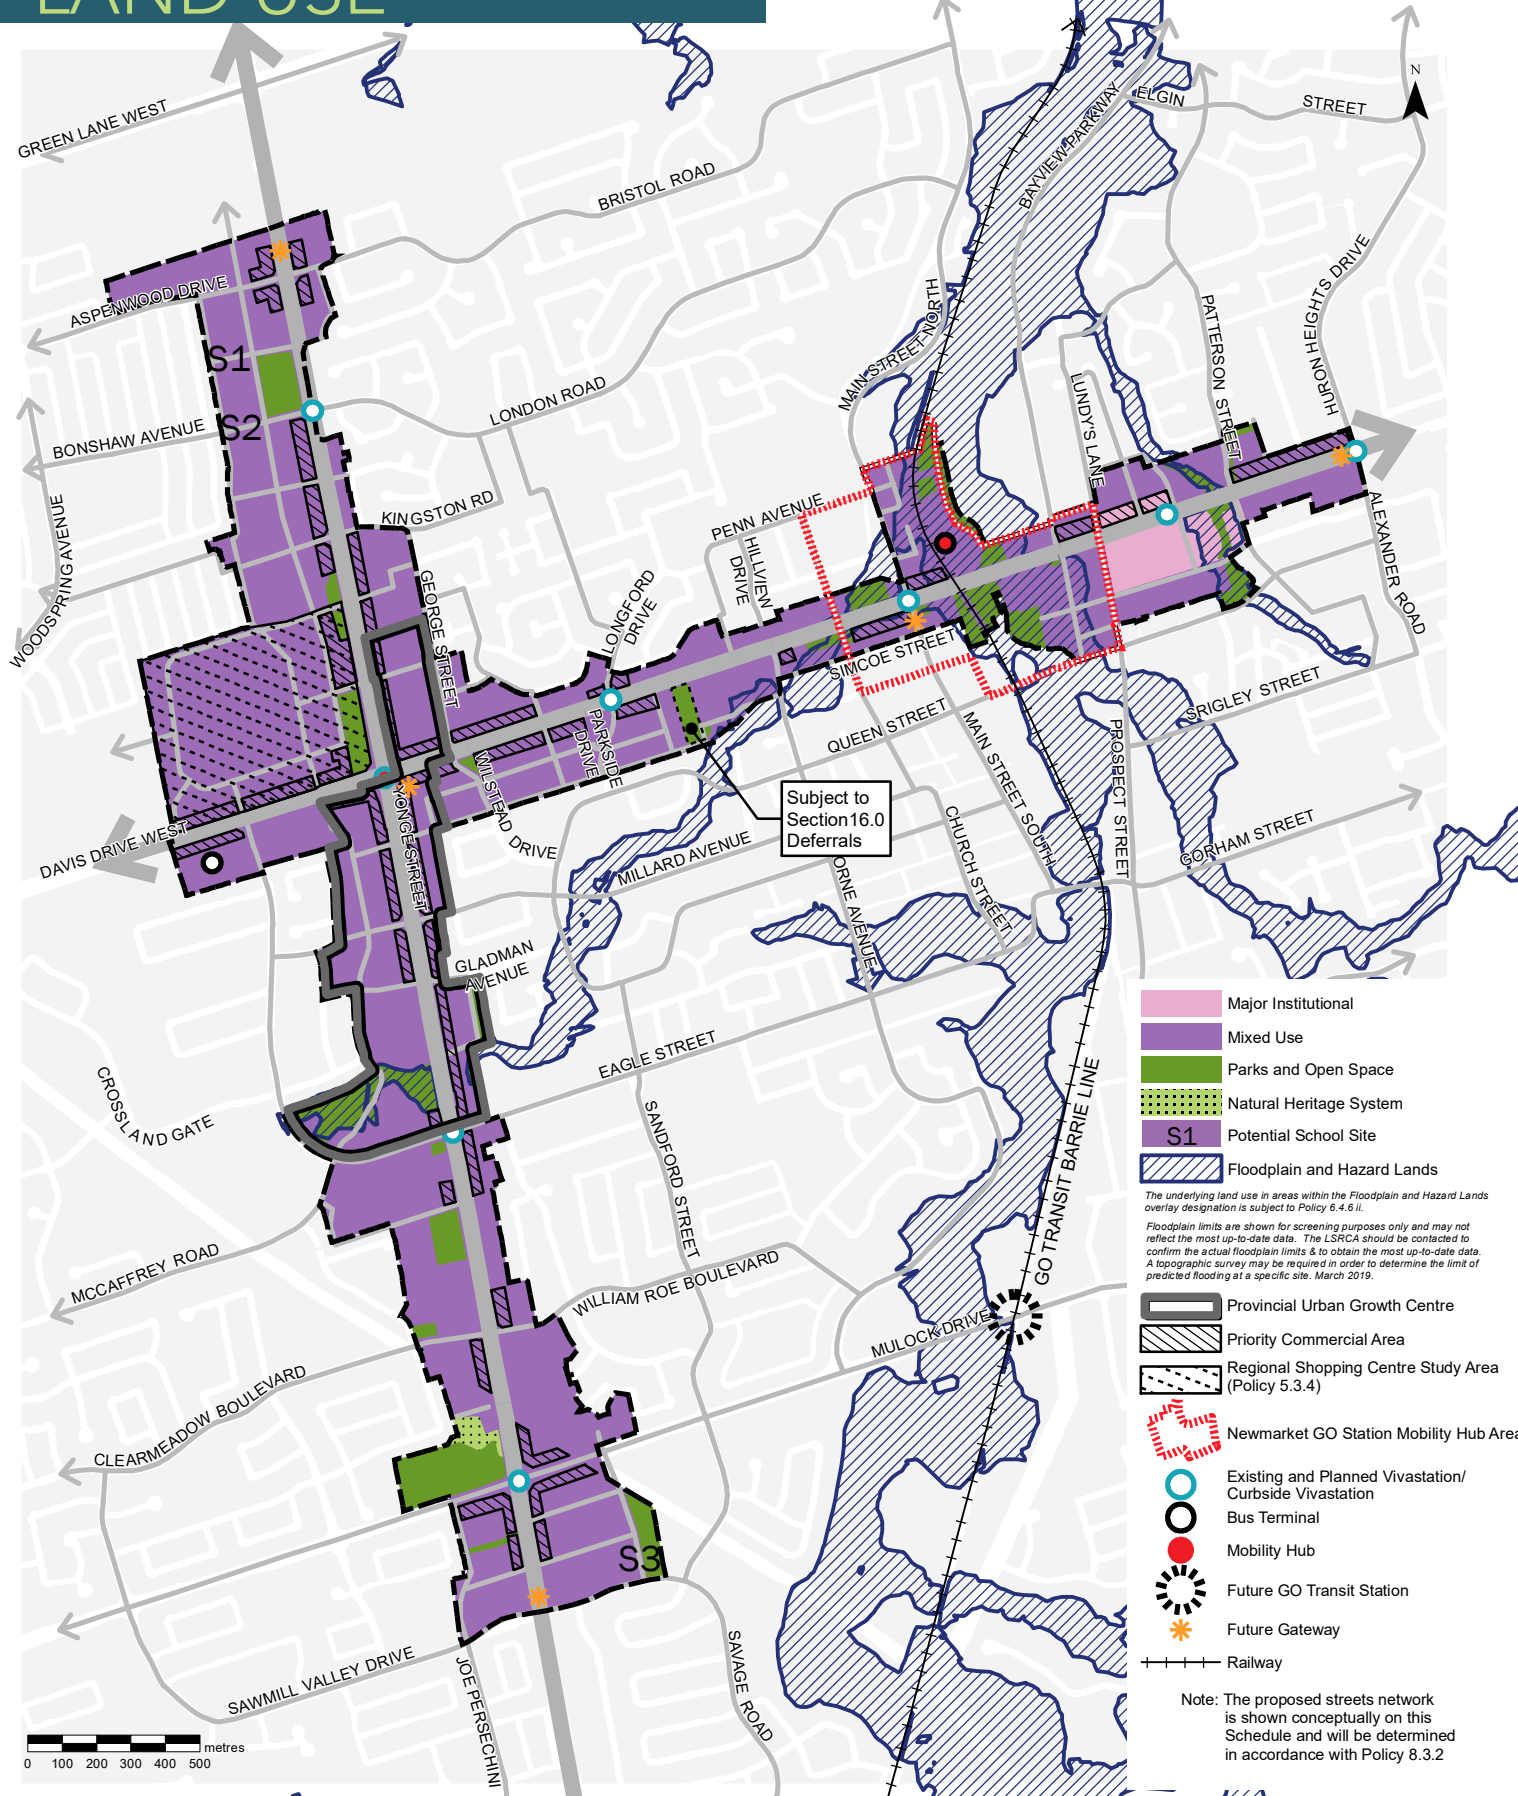 LAND USE
GREEN LANE WEST
BRISTOL ROAD
BAYVIEW PARKWAY
ELGIN
STREET
N
ASPENWOOD DRIVE
MAIN STREET NORTH
PATTERSON STREET
HURON HEIGHTS DRIVE
S1
S2
BONSHAW AVENUE
LONDON ROAD
LUNDY'S LANE
KINGSTON RD
PENN AVENUE
HILLVIEW
DRIVE
WOODSPRING AVENUE
GEORGE STREET
LONGFORD
DRIVE
ALEXANDER ROAD
SIMCOE STREET
SRIGLEY STREET
QUEEN STREET
MAIN STREET SOUTH
PROSPECT STREET
PARKSIDE
DRIVE
WILSTEAD DRIVE
Subject to
Section16.0
Deferrals
DAVIS DRIVE WEST
YONGE STREET
MILLARD AVENUE
ORNE AVENUE
CHURCH STREET
GORHAM STREET
GLADMAN
AVENUE
EAGLE STREET
CROSSLAND GATE
SANDFORD STREET
GO TRANSIT BARRIE LINE
MCCAFFREY ROAD
WILLIAM ROE BOULEVARD
MULOCK DRIVE
CLEARMEADOW BOULEVARD
S3
SAWMILL VALLEY DRIVE
JOE PERSECHINI
SAVAGE ROAD
metres
0 100 200 300 400 500
Major Institutional
Mixed Use
Parks and Open Space
Natural Heritage System
S1 Potential School Site
Floodplain and Hazard Lands
The underlying land use in areas within the Floodplain and Hazard Lands
overlay designation is subject to Policy 6.4.6 ii.
Floodplain limits are shown for screening purposes only and may not
reflect the most up-to-date data. The LSRCA should be contacted to
confirm the actual floodplain limits & to obtain the most up-to-date data.
A topographic survey may be required in order to determine the limit of
predicted flooding at a specific site. March 2019.
Provincial Urban Growth Centre
Priority Commercial Area
Regional Shopping Centre Study Area
(Policy 5.3.4)
Newmarket GO Station Mobility Hub Area
Existing and Planned Vivastation/
Curbside Vivastation
Bus Terminal
Mobility Hub
Future GO Transit Station
Future Gateway
Railway
Note: The proposed streets network
is shown conceptually on this
Schedule and will be determined
in accordance with Policy 8.3.2